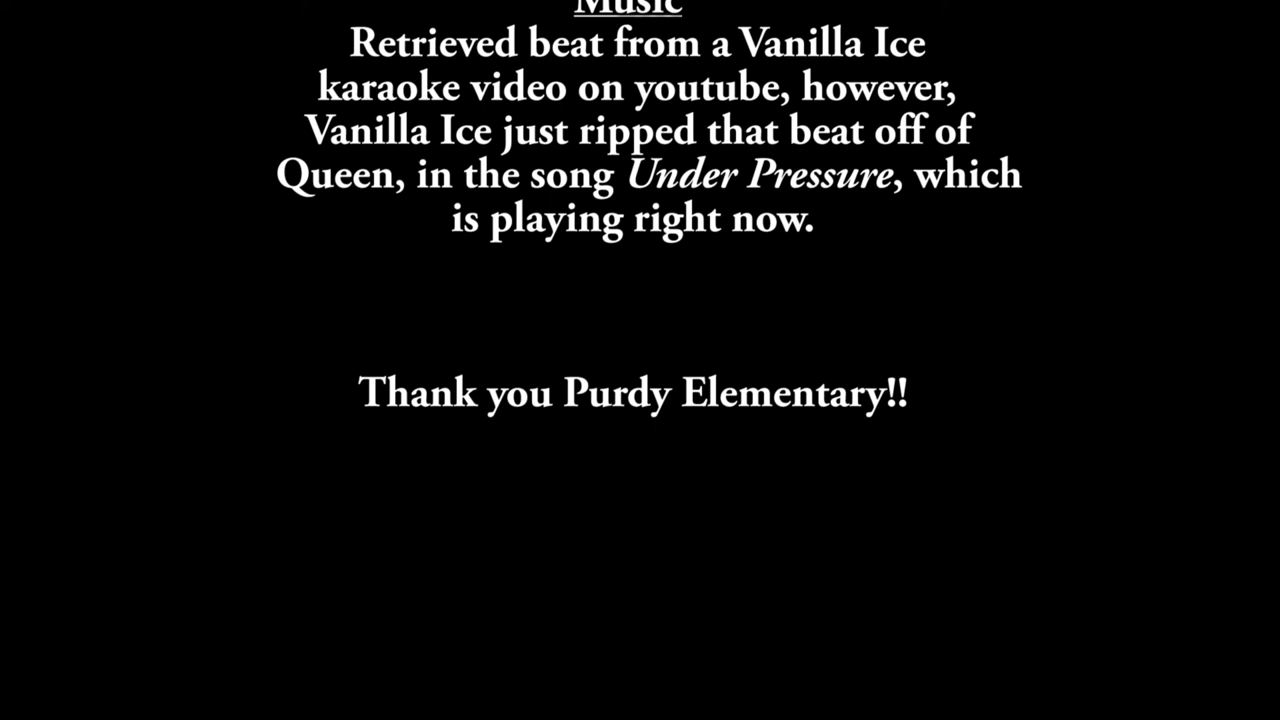 Music
Retrieved beat from a Vanilla Ice
karaoke video on youtube, however,
Vanilla Ice just ripped that beat off of
Queen, in the song Under Pressure, which
is playing right now.
Thank you Purdy Elementary!!